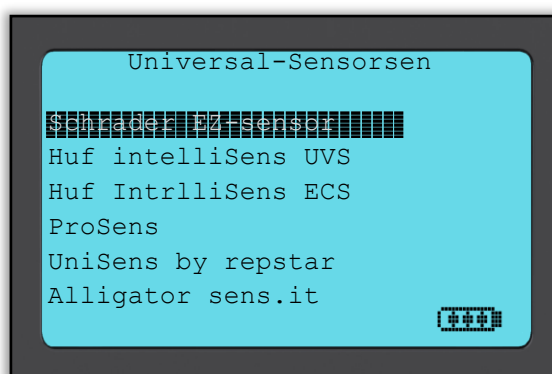 Universal-Sensorsen
Schrader EZ-sensor
Huf intelliSens UVS
Huf IntrlliSens ECS
ProSens
UniSens by repstar
Alligator sens.it